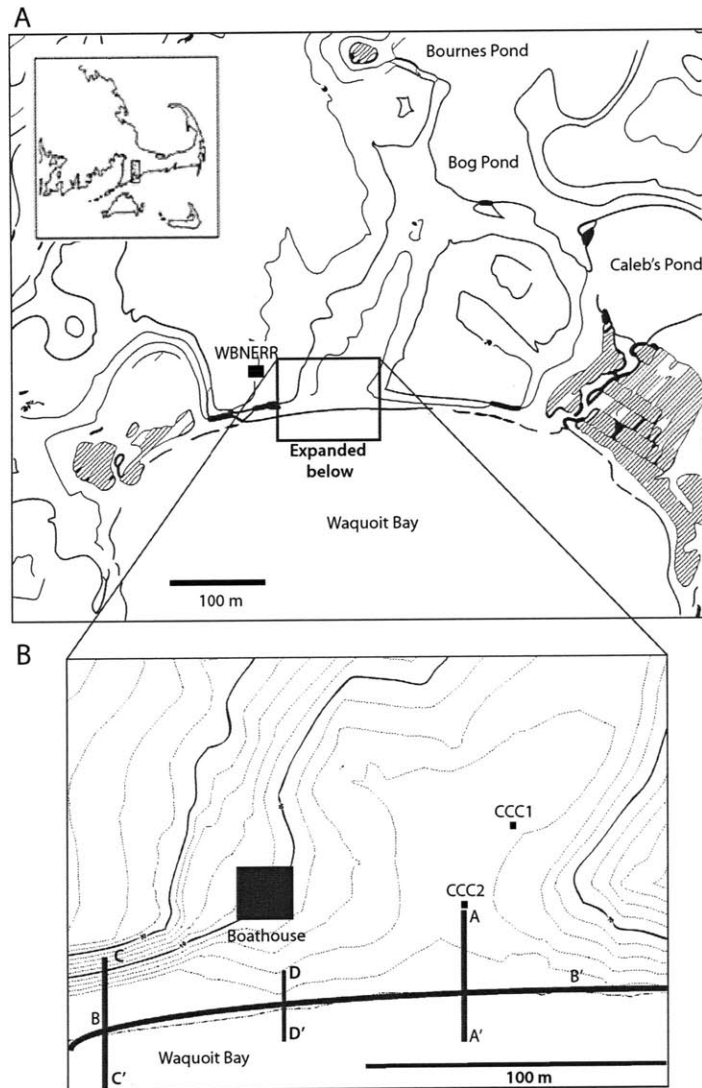 A
Bournes Pond
Bog Pond
Caleb's Pond
WBNERR
Expanded
below
Waquoit Bay
100 m
B
CCC1
CCC2
A
Boathouse
C
D
B'
B
D'
A'
Waquoit Bay
100 m
C'